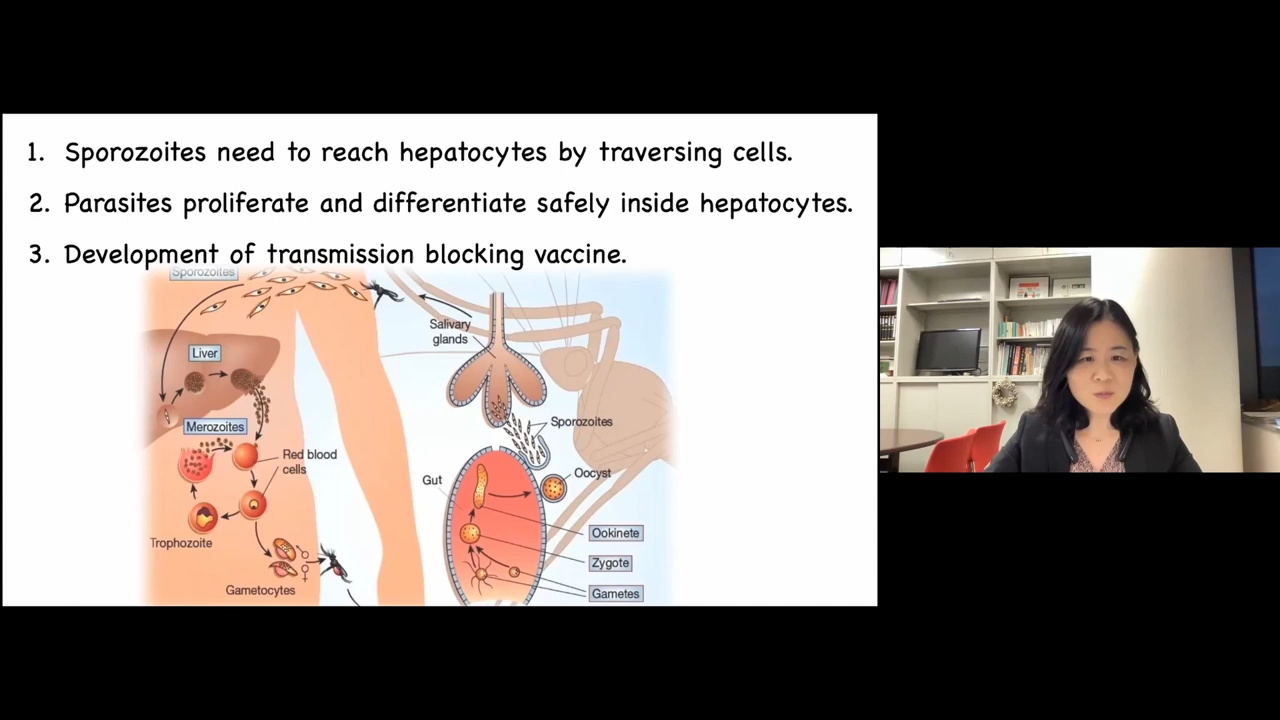 1. Sporozoites need to reach hepatocytes by traversing cells.
2. Parasites proliferate and differentiate safely inside hepatocytes.
3. Development of transmission blocking vaccine.
Sporozoites
Salivary
glands
Liver
Merozoites
Sporozoites
Red blood
cells
Gut
Oocyst
Ookinete
Trophozoite
Zygote
Gametocytes
Gametes